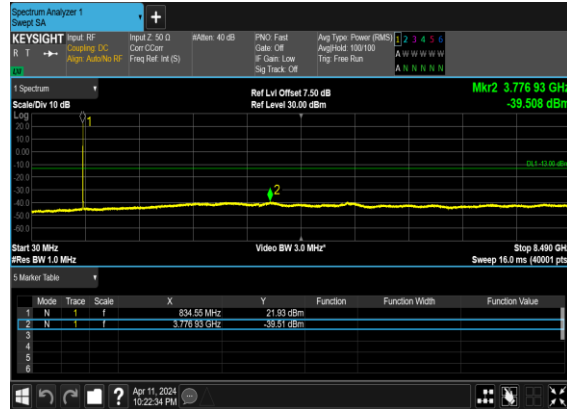 Spectrum Analyzer 1
Swept SA
+
KEYSIGHT
R T
Input: RF
Coupling: DC
Align: Auto/No RF
Input Z: 50 Ω
Corr CCorr
Freq Ref: Int (S)
#Atten: 40 dB
PNO: Fast
Gate: Off
IF Gain: Low
Sig Track: Off
Avg Type: Power (RMS)
Avg|Hold: 100/100
Trig: Free Run
1 2 3 4 5 6
A W W W W W
A N N N N N
1 Spectrum
Scale/Div 10 dB
Ref Lvl Offset 7.50 dB
Ref Level 30.00 dBm
Mkr2 3.776 93 GHz
-39.508 dBm
Log
20.0
10.0
0.00
-10.0
-20.0
-30.0
-40.0
-50.0
-60.0
1
2
DL1 -13.00 dBm
Start 30 MHz
#Res BW 1.0 MHz
Video BW 3.0 MHz*
Stop 8.490 GHz
Sweep 16.0 ms (40001 pts)
5 Marker Table
Mode Trace Scale X Y Function Function Width Function Value
1 N 1 f 834.55 MHz 21.93 dBm
2 N 1 f 3.776 93 GHz -39.51 dBm
3
4
5
6
?
Apr 11, 2024
10:22:34 PM